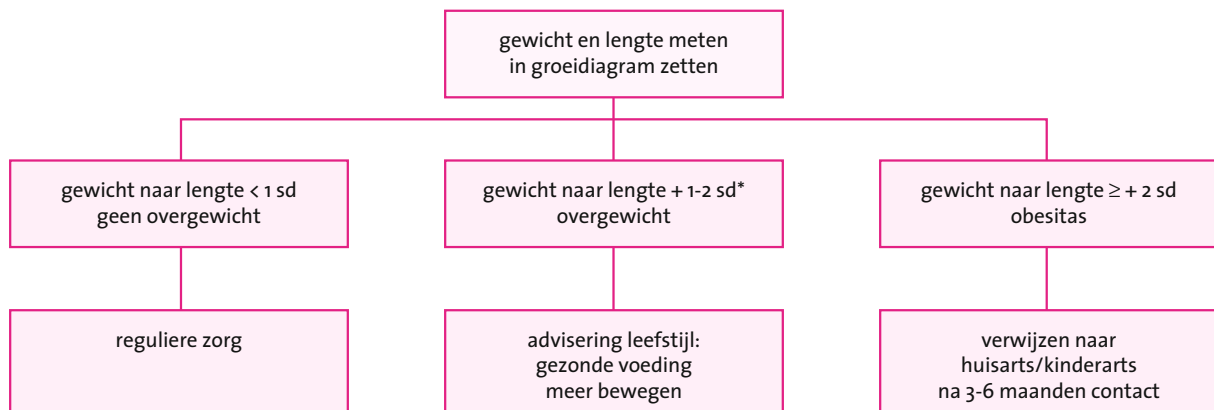 gewicht en lengte meten
in groeidiagram zetten
gewicht naar lengte < 1 sd
geen overgewicht
gewicht naar lengte + 1-2 sd*
overgewicht
gewicht naar lengte ≥ + 2 sd
obesitas
reguliere zorg
advisering leefstijl:
gezonde voeding
meer bewegen
verwijzen naar
huisarts/kinderarts
na 3-6 maanden contact